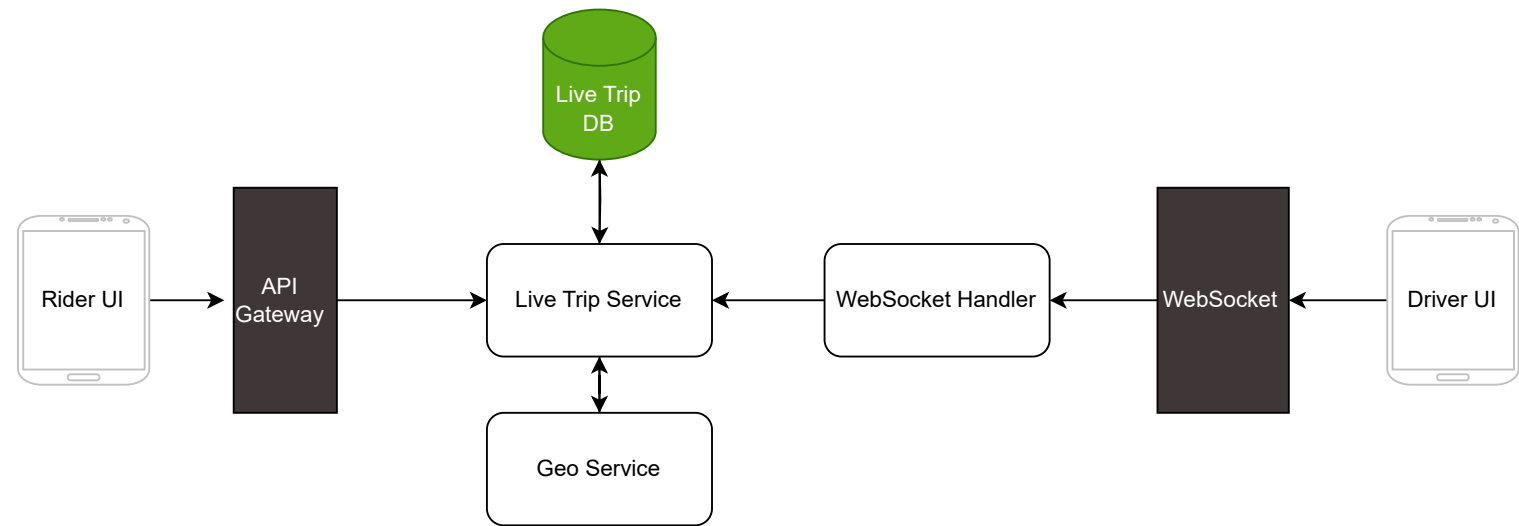 Live Trip
DB
Rider UI
API
Gateway
Live Trip Service
WebSocket Handler
WebSocket
Driver UI
Geo Service